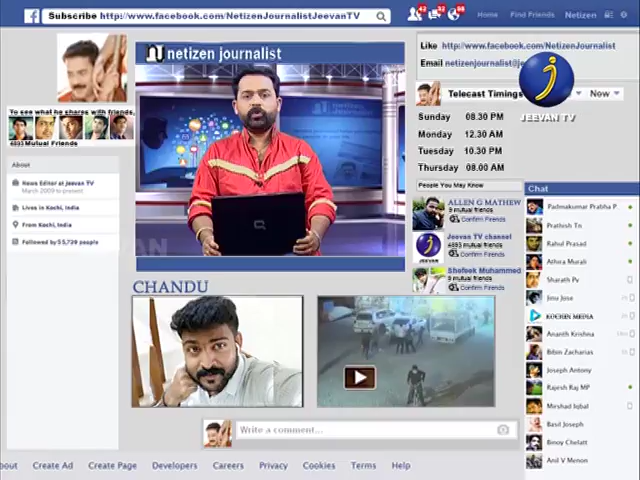 Subscribe http://www.facebook.com/NetizenJournalistJeevanTV
42
32
98
Home
Find Friends
Netizen
netizen journalist
Like http://www.facebook.com/NetizenJournalist
Email netizenjournalist@je
Telecast Timings
Now
JEEVAN TV
Sunday 08.30 PM
Monday 12.30 AM
Tuesday 10.30 PM
Thursday 08.00 AM
To see what he shares with friends,
4893 Mutual Friends
About
News Editor at Jeevan TV
March 2009 to present
Lives in Kochi, India
From Kochi, India
Followed by 55,729 people
People You May Know
ALLEN G MATHEW
9 mutual friends
Confirm Friends
Jeevan TV channel
4893 mutual friends
Confirm Friends
Shefeek Muhammed
Confirm Friends
JEEVAN
Chat
Padmakumar Prabha P
Prathish Tn
Rahul Prasad
Athira Murali
Sharath Pv
Jinu Jose
KOCHIN MEDIA
Ananth Krishna
Bibin Zacharias
Joseph Antony
Rajesh Raj MP
Mirshad Iqbal
Basil Joseph
Binoy Chelatt
Anil V Menon
CHANDU
Write a comment...
bout
Create Ad
Create Page
Developers
Careers
Privacy
Cookies
Terms
Help